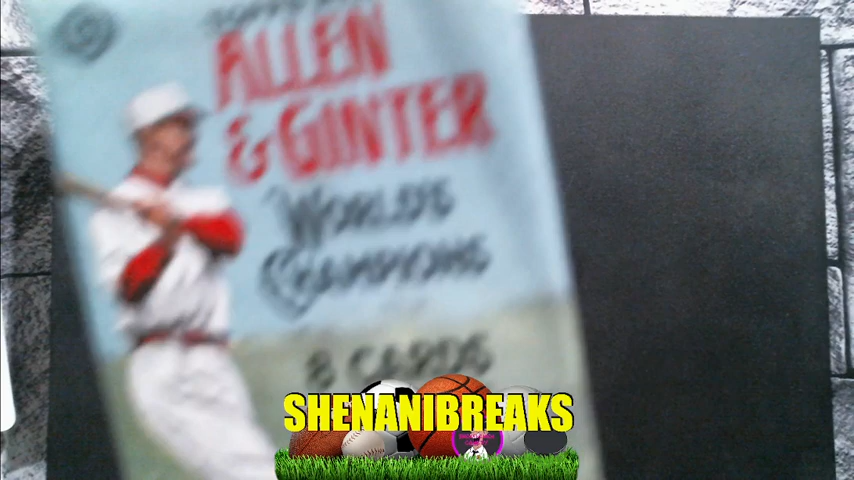 ALLEN
& GINTER
WORLD'S
CHAMPIONS
8 CARDS
SHENANIBREAKS